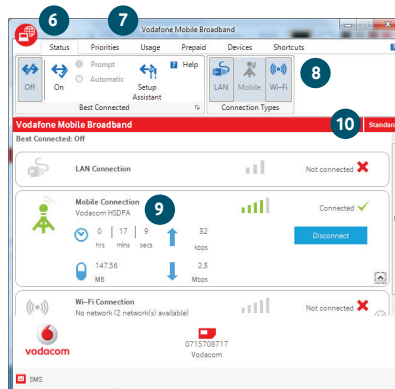 6
7
Vodafone Mobile Broadband
Status Priorities Usage Prepaid Devices Shortcuts
Off
On
Prompt
Automatic
Setup
Assistant
? Help
Best Connected
LAN Mobile Wi-Fi
Connection Types
8
Vodafone Mobile Broadband
10
Standar
Best Connected: Off
LAN Connection
Not connected
Mobile Connection
9
Vodacom HSDPA
Connected
0 | 17 | 9
hrs mins secs
32
kbps
Disconnect
147.56
MB
2.3
Mbps
Wi-Fi Connection
No network (2 network(s) available)
Not connected
vodacom
0715708717
Vodacom
SMS